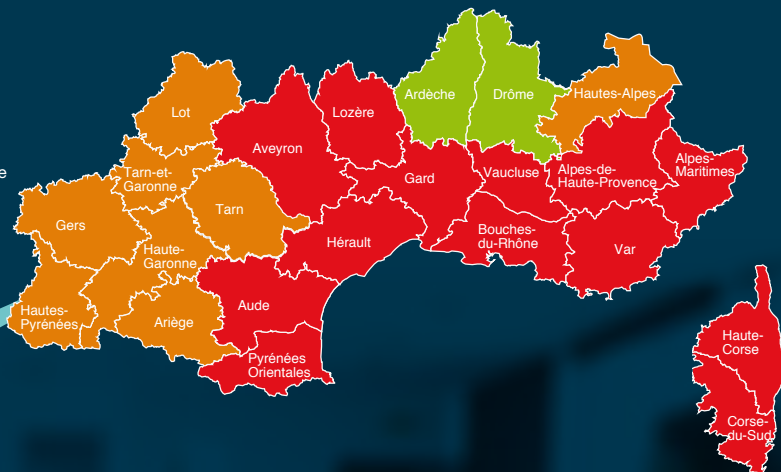 Ardèche
Drôme
Hautes-Alpes
Lot
Lozère
Aveyron
Tarn-et-
Garonne
Gard
Vaucluse
Alpes-de-
Haute-Provence
Alpes-
Maritimes
e
Gers
Tarn
Haute-
Garonne
Hérault
Bouches-
du-Rhône
Var
Hautes-
Pyrénées
Ariège
Aude
Pyrénées
Orientales
Haute-
Corse
Corse-
du-Sud